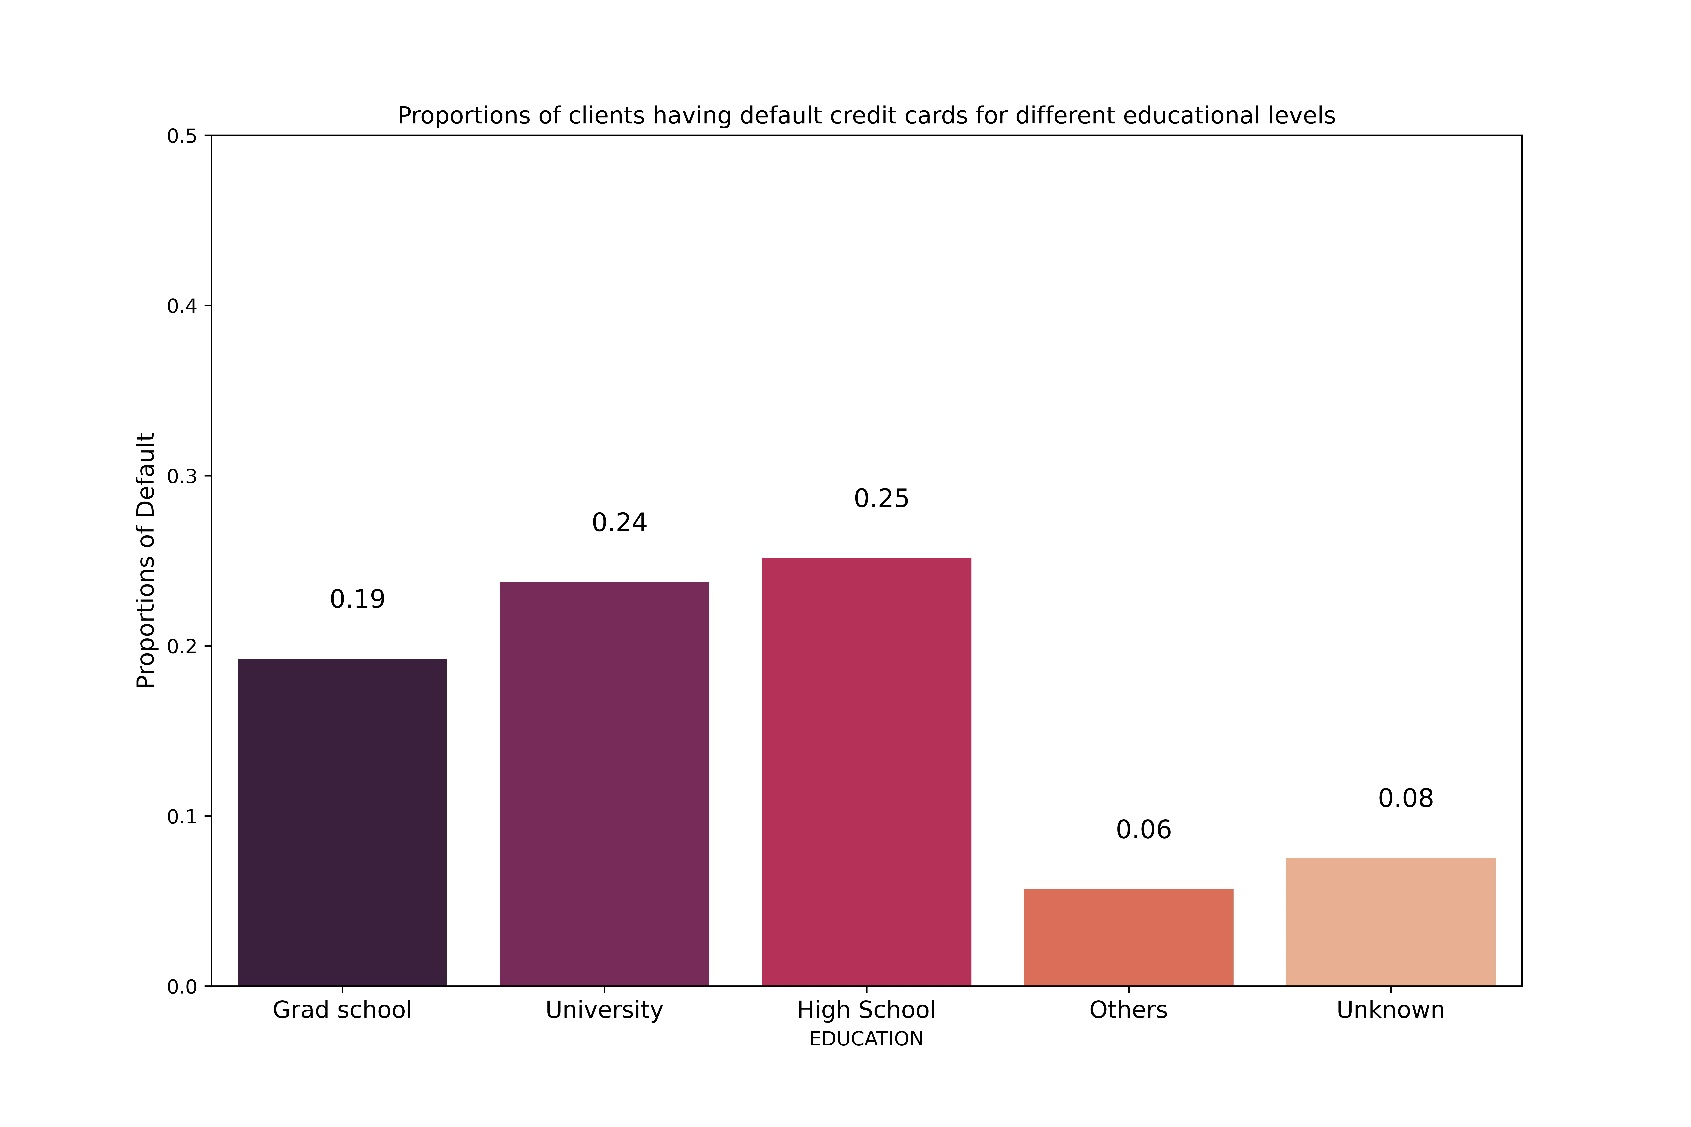 Proportions of clients having default credit cards for different educational levels
0.5
0.4
0.3
0.2
0.1
0.0
Proportions of Default
0.19
0.24
0.25
0.06
0.08
Grad school
University
High School
Others
Unknown
EDUCATION